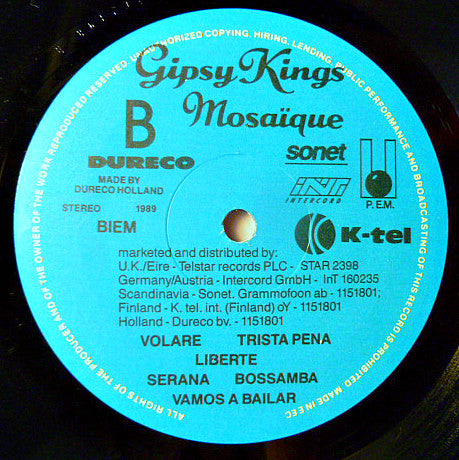 ALL RIGHTS OF THE PRODUCER AND OF THE OWNER OF THE WORK REPRODUCED RESERVED. UNAUTHORIZED COPYING, HIRING, LENDING, PUBLIC PERFORMANCE AND BROADCASTING OF THIS RECORD IS PROHIBITED. MADE IN EEC
Gipsy Kings
Mosaïque
B
DURECO
MADE BY
DURECO HOLLAND
STEREO 1989
BIEM
sonet
INT
INTERCORD
P.E.M.
K-tel
marketed and distributed by:
U.K./Eire - Telstar records PLC - STAR 2398
Germany/Austria - Intercord GmbH - InT 160235
Scandinavia - Sonet. Grammofoon ab - 1151801;
Finland - K. tel. int. (Finland) oY - 1151801
Holland - Dureco bv. - 1151801
VOLARE TRISTA PENA
LIBERTE
SERANA BOSSAMBA
VAMOS A BAILAR